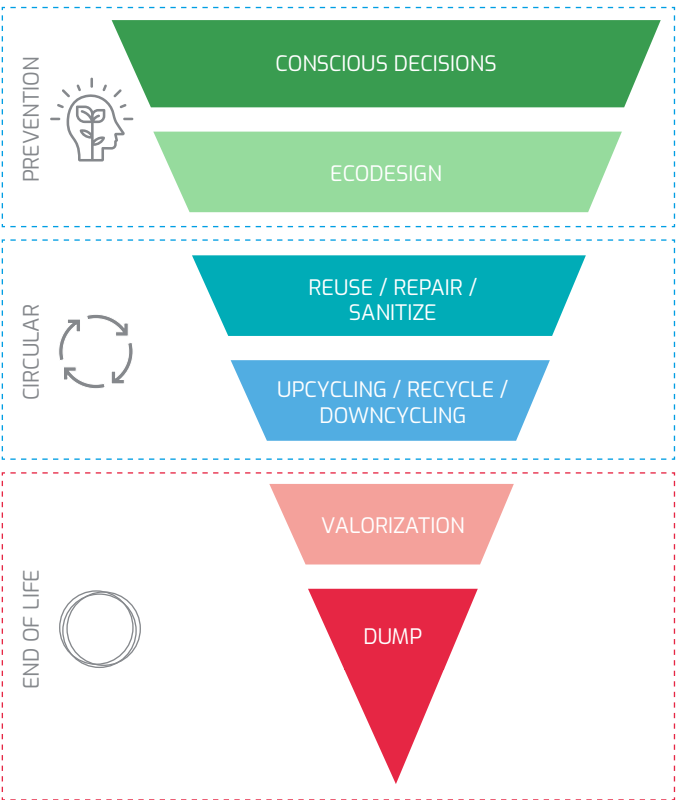 PREVENTION
CONSCIOUS DECISIONS
ECODESIGN
CIRCULAR
REUSE / REPAIR /
SANITIZE
UPCYCLING / RECYCLE /
DOWNCYCLING
END OF LIFE
VALORIZATION
DUMP